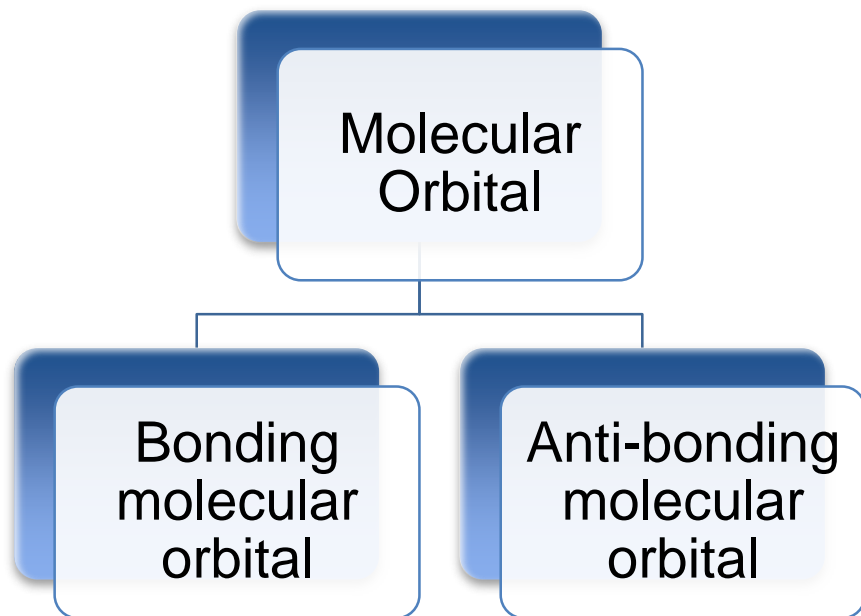 Molecular
Orbital
Bonding
molecular
orbital
Anti-bonding
molecular
orbital